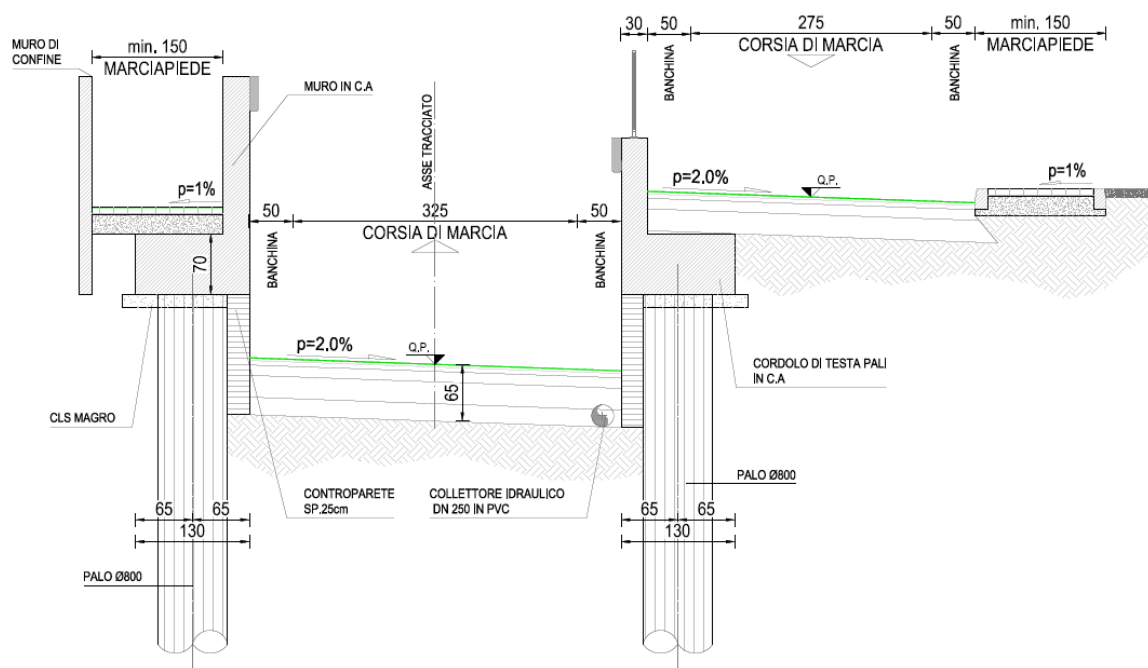 30
50
275
50
min. 150
CORSIA DI MARCIA
MARCIAPIEDE
BANCHINA
BANCHINA
MURO DI
CONFINE
min. 150
MARCIAPIEDE
MURO IN C.A
ASSE TRACCIATO
p=1%
p=2.0%
Q.P.
p=1%
50
325
50
CORSIA DI MARCIA
BANCHINA
BANCHINA
70
p=2.0%
Q.P.
65
CORDOLO DI TESTA PALI
IN C.A
CLS MAGRO
CONTROPARETE
SP.25cm
COLLETTORE IDRAULICO
DN 250 IN PVC
PALO Ø800
65
65
130
65
65
130
PALO Ø800